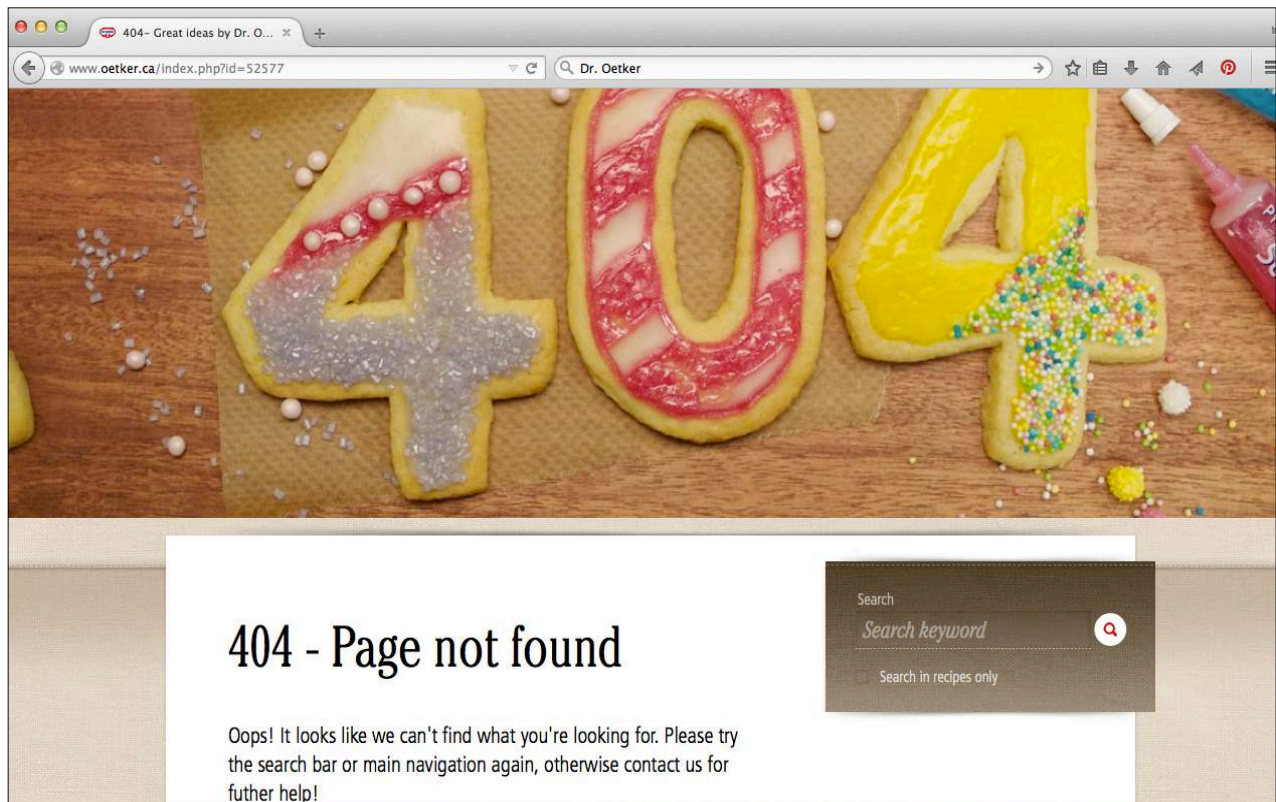 404– Great ideas by Dr. O...
www.oetker.ca/index.php?id=52577
Dr. Oetker
404
404 - Page not found
Search
Search keyword
Search in recipes only
Oops! It looks like we can't find what you're looking for. Please try
the search bar or main navigation again, otherwise contact us for
futher help!